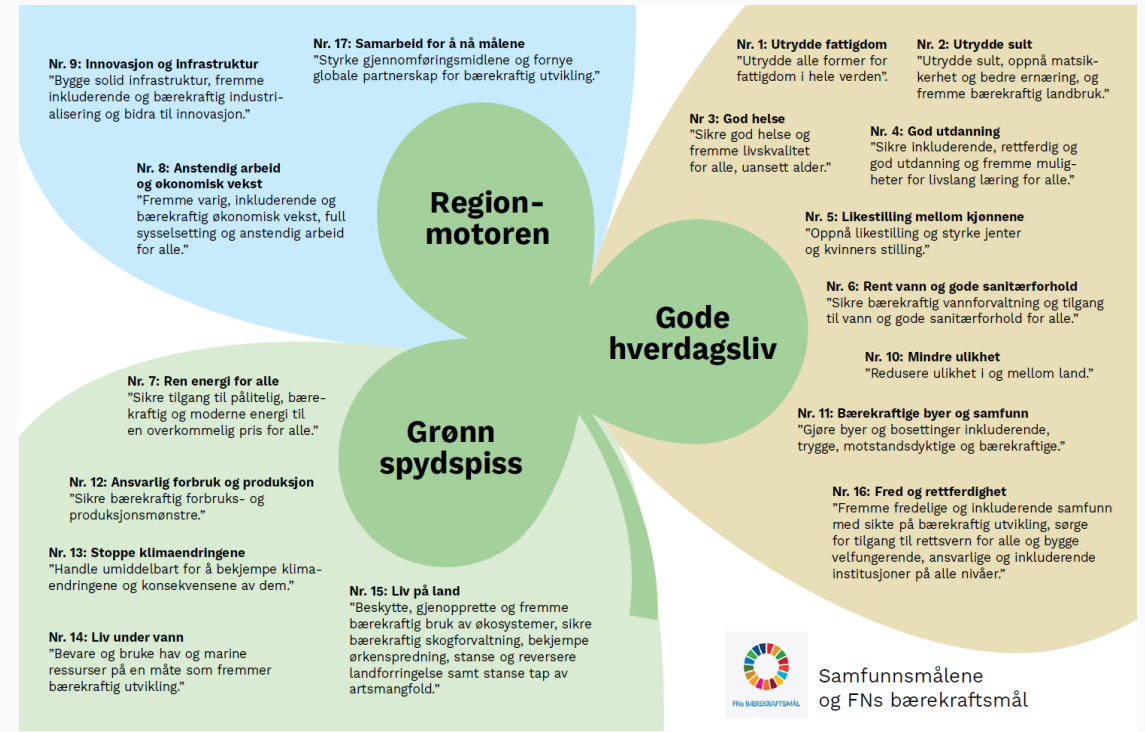 Nr. 9: Innovasjon og infrastruktur
”Bygge solid infrastruktur, fremme
inkluderende og bærekraftig industri-
alisering og bidra til innovasjon.”
Nr. 17: Samarbeid for å nå målene
”Styrke gjennomføringsmidlene og fornye
globale partnerskap for bærekraftig utvikling.”
Nr. 8: Anstendig arbeid
og økonomisk vekst
”Fremme varig, inkluderende og
bærekraftig økonomisk vekst, full
sysselsetting og anstendig arbeid
for alle.”
Region-
motoren
Nr. 1: Utrydde fattigdom
”Utrydde alle former for
fattigdom i hele verden”.
Nr. 2: Utrydde sult
”Utrydde sult, oppnå matsik-
kerhet og bedre ernæring, og
fremme bærekraftig landbruk.”
Nr 3: God helse
”Sikre god helse og
fremme livskvalitet
for alle, uansett alder.”
Nr. 4: God utdanning
”Sikre inkluderende, rettferdig og
god utdanning og fremme mulig-
heter for livslang læring for alle.”
Nr. 5: Likestilling mellom kjønnene
”Oppnå likestilling og styrke jenter
og kvinners stilling.”
Nr. 6: Rent vann og gode sanitærforhold
”Sikre bærekraftig vannforvaltning og tilgang
til vann og gode sanitærforhold for alle.”
Gode
hverdagsliv
Nr. 10: Mindre ulikhet
”Redusere ulikhet i og mellom land.”
Nr. 11: Bærekraftige byer og samfunn
”Gjøre byer og bosettinger inkluderende,
trygge, motstandsdyktige og bærekraftige.”
Nr. 16: Fred og rettferdighet
”Fremme fredelige og inkluderende samfunn
med sikte på bærekraftig utvikling, sørge
for tilgang til rettsvern for alle og bygge
velfungerende, ansvarlige og inkluderende
institusjoner på alle nivåer.”
Nr. 7: Ren energi for alle
”Sikre tilgang til pålitelig, bære-
kraftig og moderne energi til
en overkommelig pris for alle.”
Grønn
spydspiss
Nr. 12: Ansvarlig forbruk og produksjon
”Sikre bærekraftig forbruks- og
produksjonsmønstre.”
Nr. 13: Stoppe klimaendringene
”Handle umiddelbart for å bekjempe klima-
endringene og konsekvensene av dem.”
Nr. 14: Liv under vann
”Bevare og bruke hav og marine
ressurser på en måte som fremmer
bærekraftig utvikling.”
Nr. 15: Liv på land
”Beskytte, gjenopprette og fremme
bærekraftig bruk av økosystemer, sikre
bærekraftig skogforvaltning, bekjempe
ørkenspredning, stanse og reversere
landforringelse samt stanse tap av
artsmangfold.”
FNs BÆREKRAFTSMÅL
Samfunnsmålene
og FNs bærekraftsmål